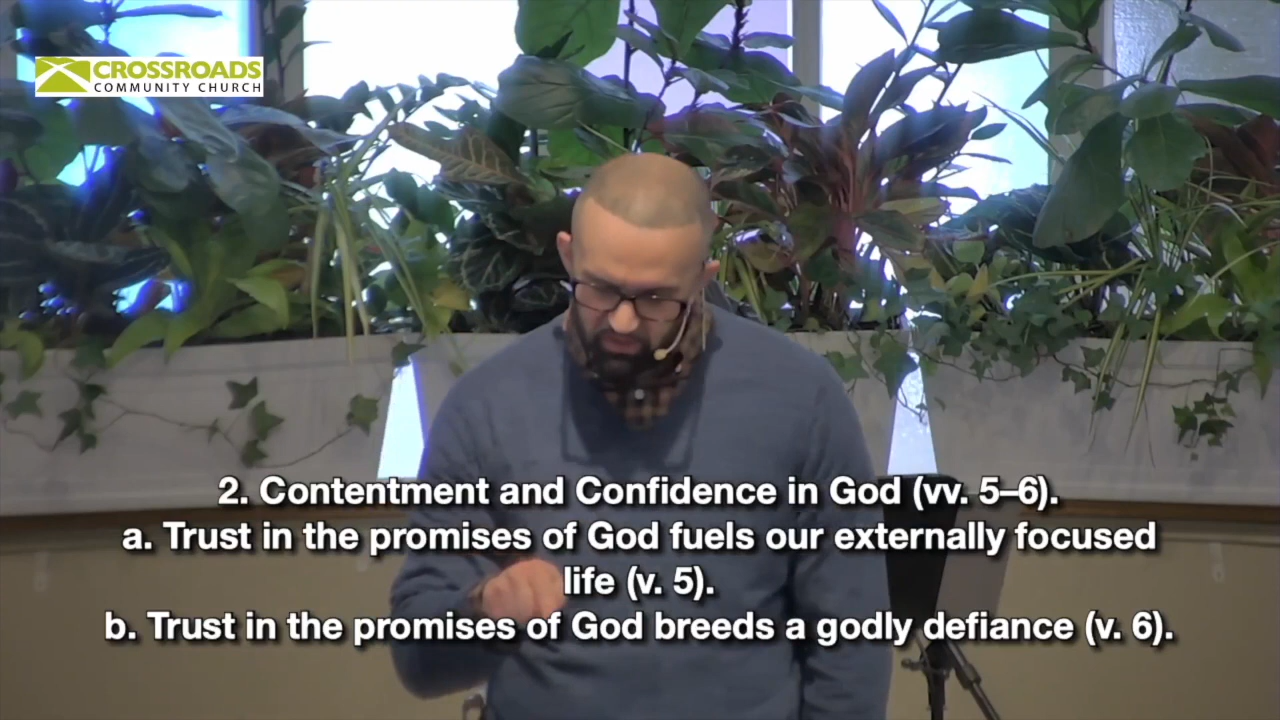 CROSSROADS
COMMUNITY CHURCH
2. Contentment and Confidence in God (vv. 5–6).
a. Trust in the promises of God fuels our externally focused
life (v. 5).
b. Trust in the promises of God breeds a godly defiance (v. 6).